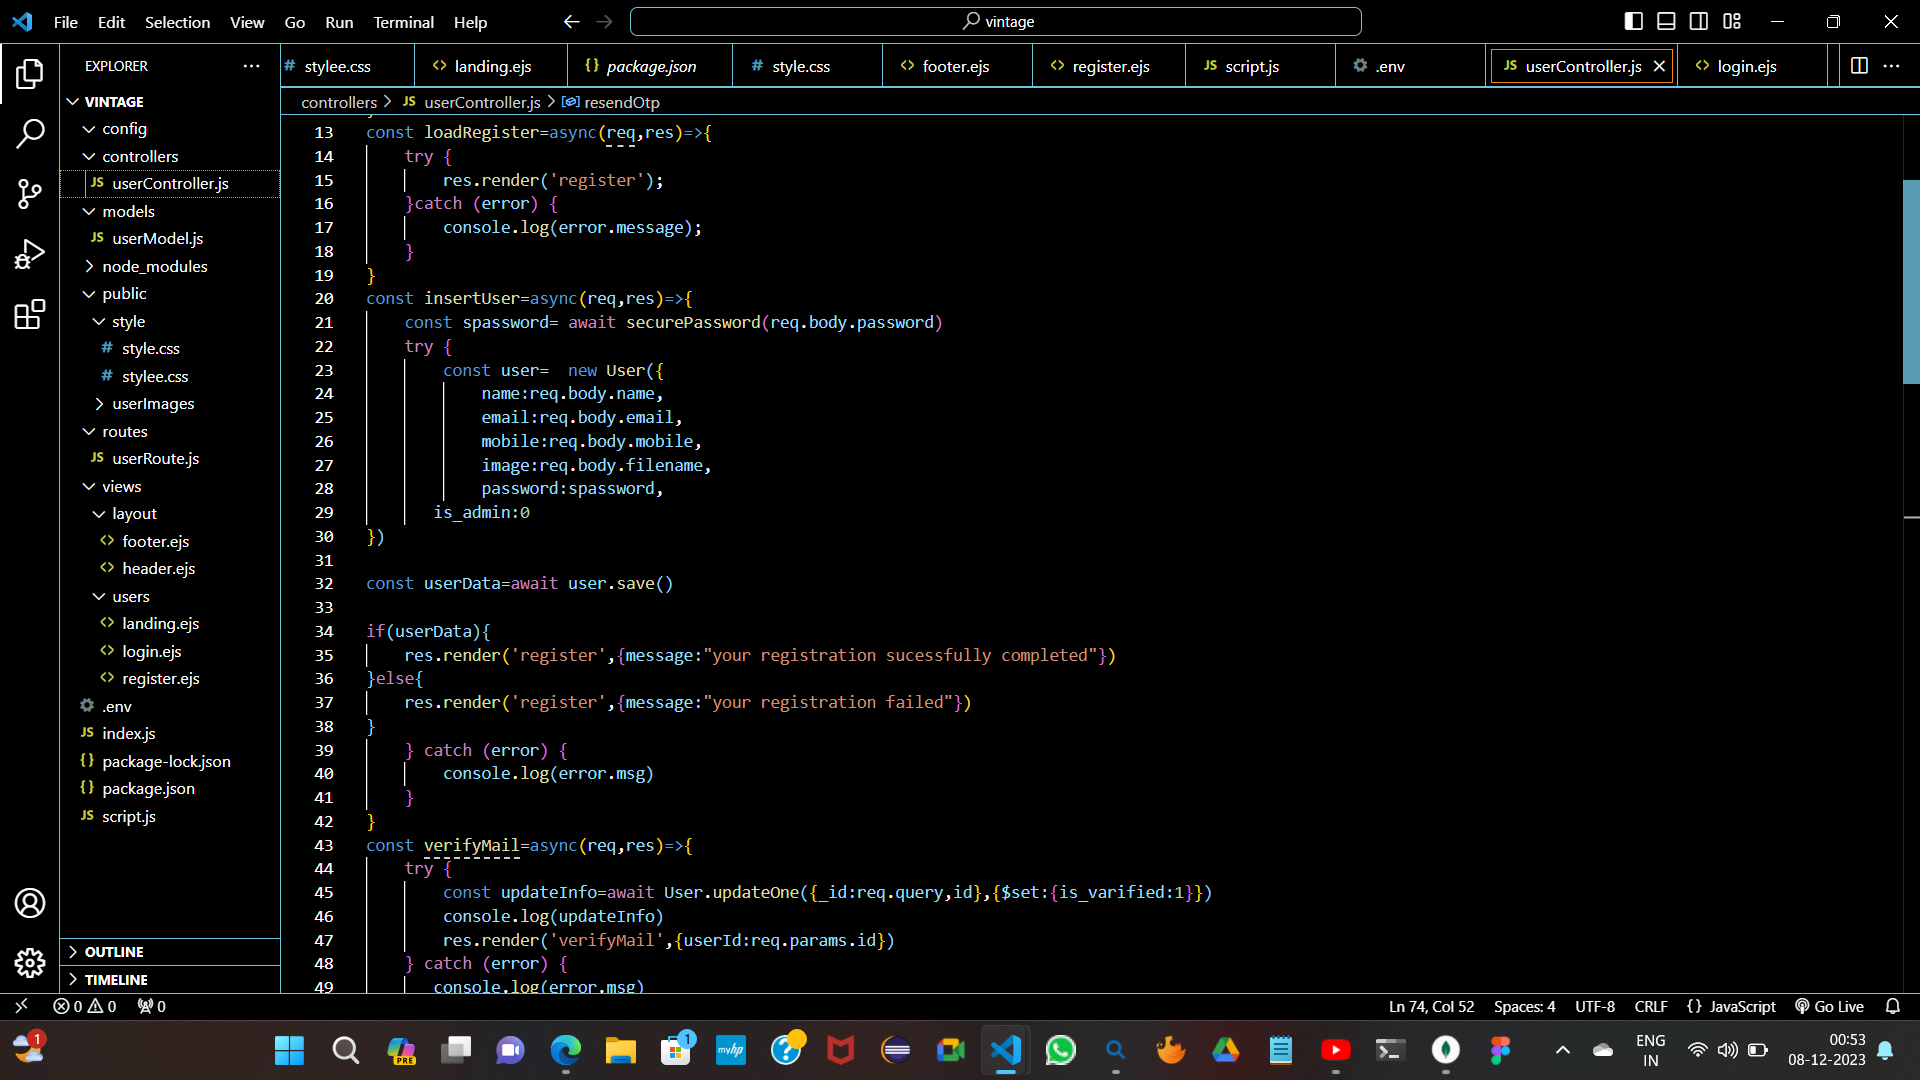 File Edit Selection View Go Run Terminal Help
vintage
EXPLORER
# stylee.css <> landing.ejs {} package.json # style.css <> footer.ejs <> register.ejs JS script.js .env JS userController.js <> login.ejs
controllers > JS userController.js > resendOtp
VINTAGE
config
controllers
JS userController.js
models
JS userModel.js
node_modules
public
style
# style.css
# stylee.css
userImages
routes
JS userRoute.js
views
layout
<> footer.ejs
<> header.ejs
users
<> landing.ejs
<> login.ejs
<> register.ejs
.env
JS index.js
{} package-lock.json
{} package.json
JS script.js
OUTLINE
TIMELINE
13 const loadRegister=async(req,res)=>{
14 try {
15 res.render('register');
16 }catch (error) {
17 console.log(error.message);
18 }
19 }
20 const insertUser=async(req,res)=>{
21 const spassword= await securePassword(req.body.password)
22 try {
23 const user=  new User({
24 name:req.body.name,
25 email:req.body.email,
26 mobile:req.body.mobile,
27 image:req.body.filename,
28 password:spassword,
29 is_admin:0
30 })
31
32 const userData=await user.save()
33
34 if(userData){
35 res.render('register',{message:"your registration sucessfully completed"})
36 }else{
37 res.render('register',{message:"your registration failed"})
38 }
39 } catch (error) {
40 console.log(error.msg)
41 }
42 }
43 const verifyMail=async(req,res)=>{
44 try {
45 const updateInfo=await User.updateOne({_id:req.query,id},{$set:{is_varified:1}})
46 console.log(updateInfo)
47 res.render('verifyMail',{userId:req.params.id})
48 } catch (error) {
49 console.log(error.msg)
0 0 0 Ln 74, Col 52 Spaces: 4 UTF-8 CRLF {} JavaScript Go Live
1 PRE 1 myhp ? ENG IN 00:53
08-12-2023